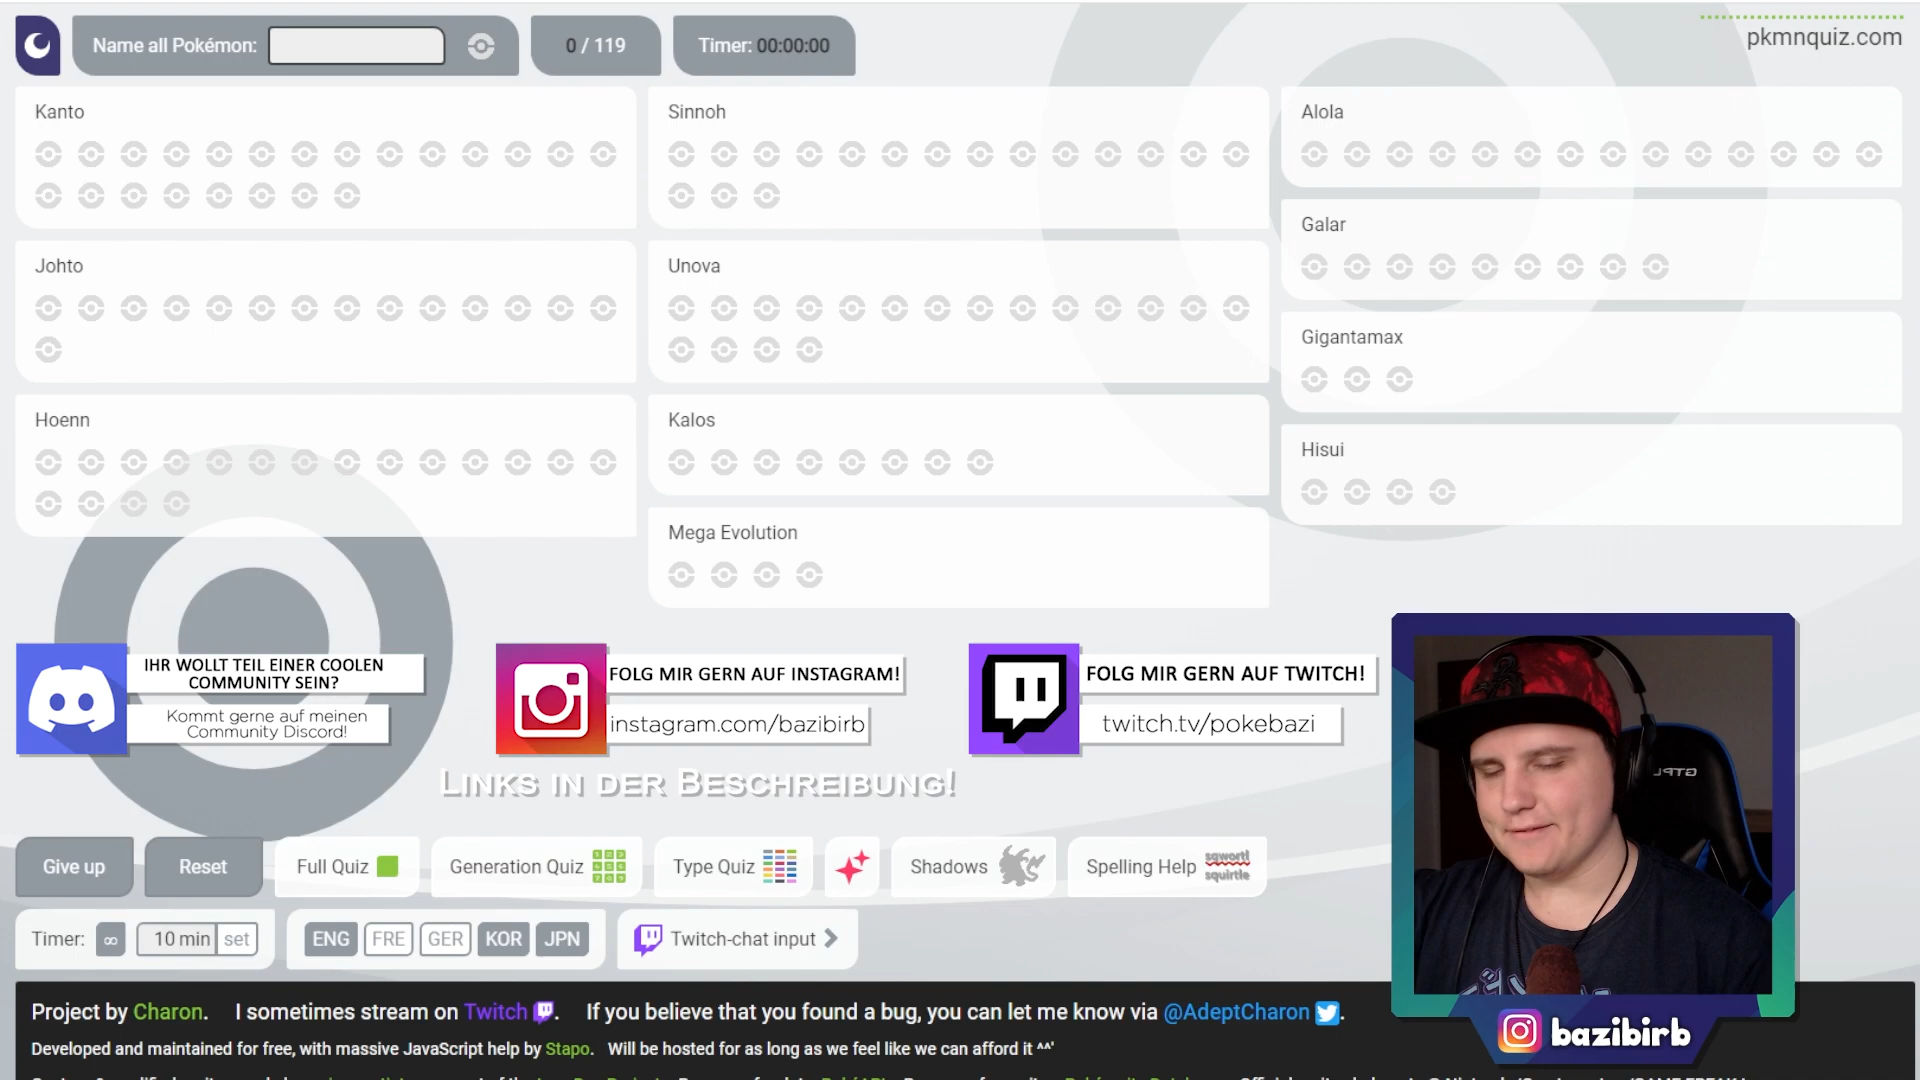 Name all Pokémon:
0 / 119
Timer: 00:00:00
pkmnquiz.com
Kanto
Sinnoh
Alola
Galar
Johto
Unova
Gigantamax
Hoenn
Kalos
Hisui
Mega Evolution
IHR WOLLT TEIL EINER COOLEN
COMMUNITY SEIN?
Kommt gerne auf meinen
Community Discord!
FOLG MIR GERN AUF INSTAGRAM!
instagram.com/bazibirb
FOLG MIR GERN AUF TWITCH!
twitch.tv/pokebazi
LINKS IN DER BESCHREIBUNG!
Give up
Reset
Full Quiz
Generation Quiz
Type Quiz
Shadows
Spelling Help
sqwortl
squirtle
Timer: ∞ 10 min set
ENG FRE GER KOR JPN
Twitch-chat input
Project by Charon. I sometimes stream on Twitch. If you believe that you found a bug, you can let me know via @AdeptCharon.
Developed and maintained for free, with massive JavaScript help by Stapo. Will be hosted for as long as we feel like we can afford it ^^'
bazibirb